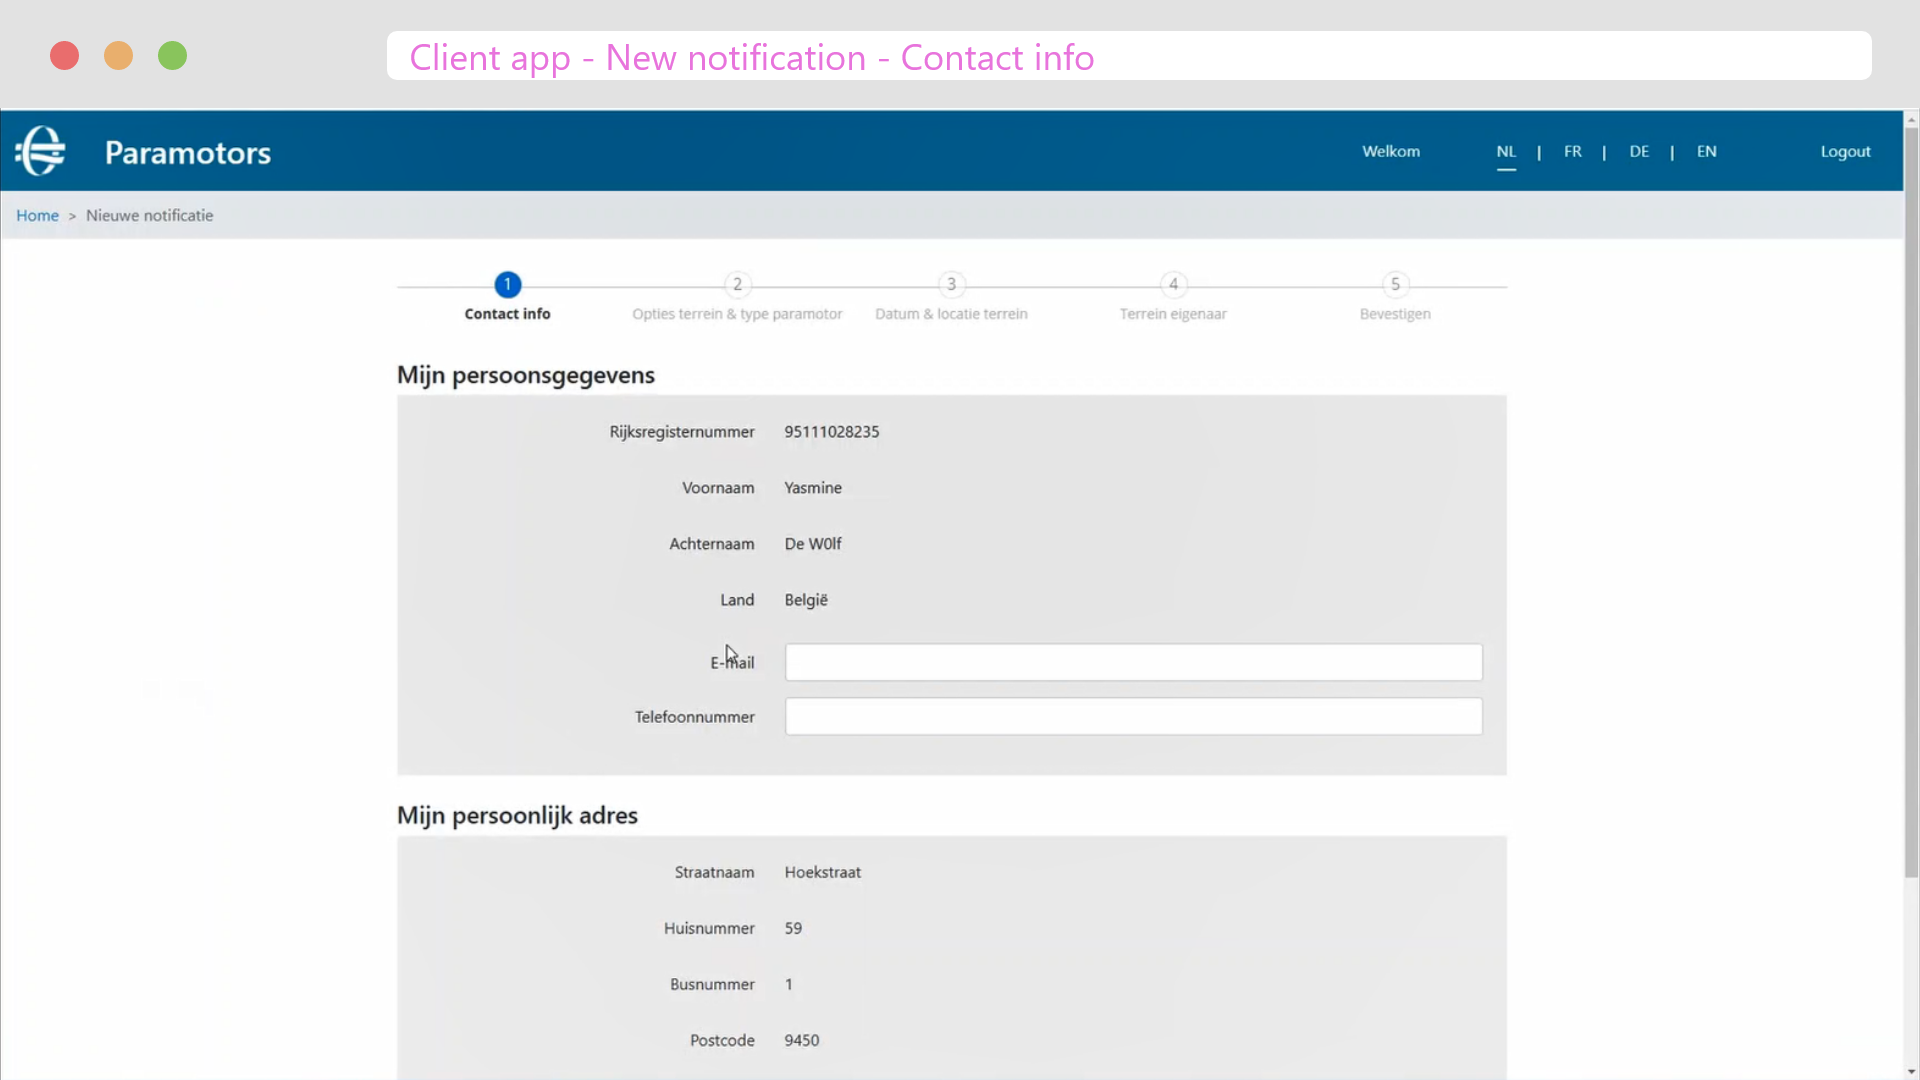 Client app - New notification - Contact info
Paramotors
Welkom
NL | FR | DE | EN
Logout
Home > Nieuwe notificatie
1 2 3 4 5
Contact info Opties terrein & type paramotor Datum & locatie terrein Terrein eigenaar Bevestigen
Mijn persoonsgegevens
Rijksregisternummer 95111028235
Voornaam Yasmine
Achternaam De W0lf
Land België
E-mail
Telefoonnummer
Mijn persoonlijk adres
Straatnaam Hoekstraat
Huisnummer 59
Busnummer 1
Postcode 9450